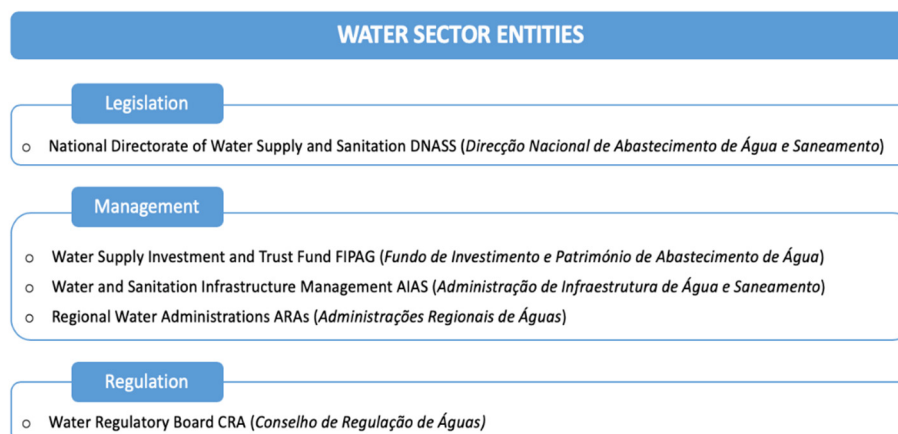 WATER SECTOR ENTITIES
Legislation
o National Directorate of Water Supply and Sanitation DNASS (Direcção Nacional de Abastecimento de Água e Saneamento)
Management
o Water Supply Investment and Trust Fund FIPAG (Fundo de Investimento e Património de Abastecimento de Água)
o Water and Sanitation Infrastructure Management AIAS (Administração de Infraestrutura de Água e Saneamento)
o Regional Water Administrations ARAs (Administrações Regionais de Águas)
Regulation
o Water Regulatory Board CRA (Conselho de Regulação de Águas)